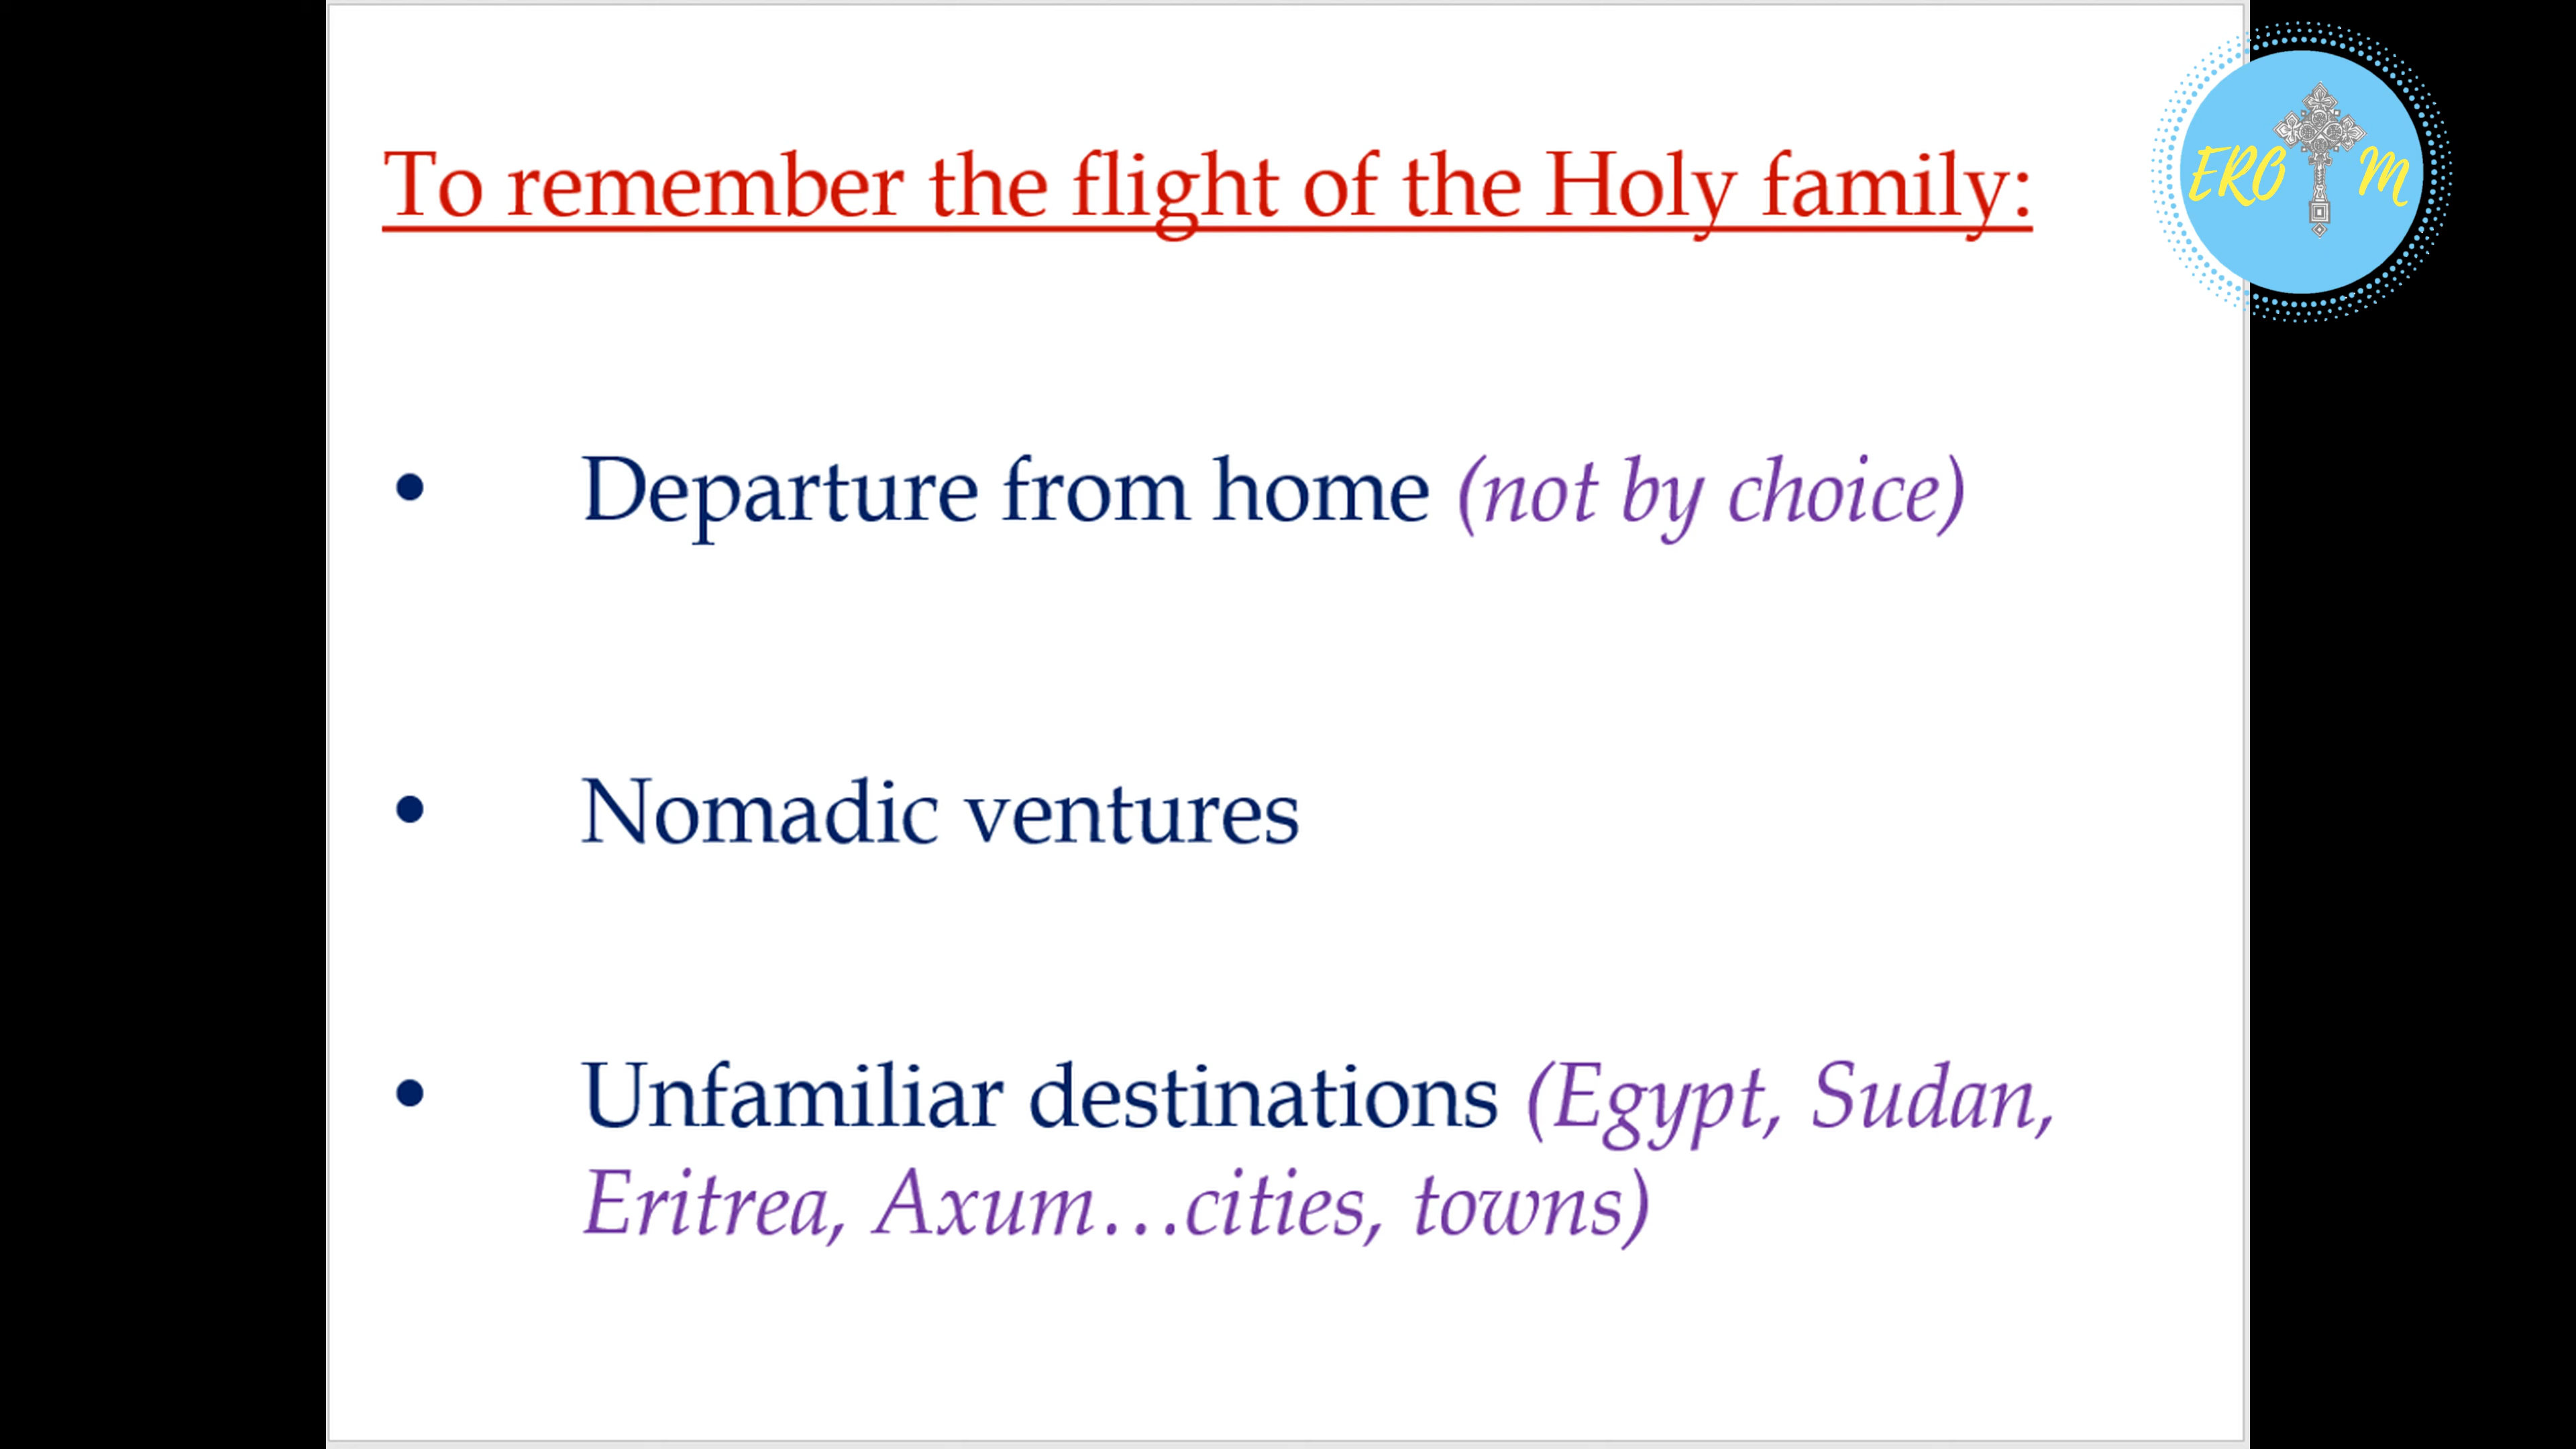 To remember the flight of the Holy family:
ERO M
• Departure from home (not by choice)
• Nomadic ventures
• Unfamiliar destinations (Egypt, Sudan,
Eritrea, Axum...cities, towns)